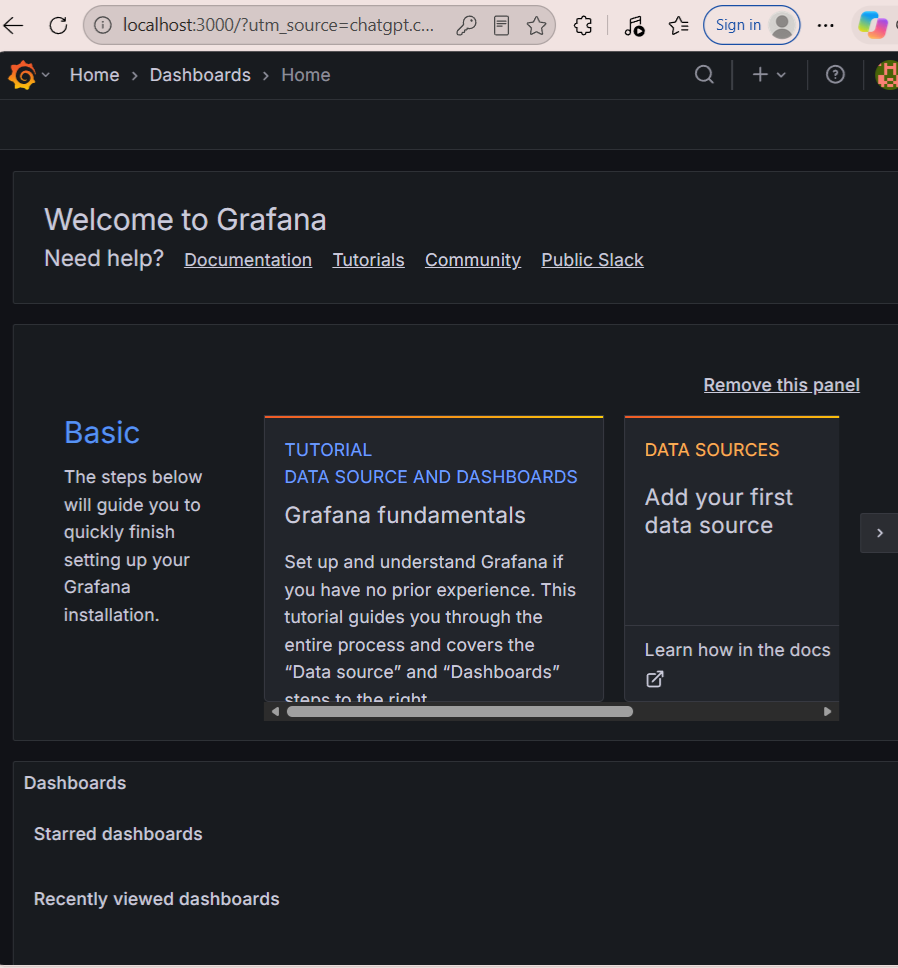 localhost:3000/?utm_source=chatgpt.c...
Sign in
Home › Dashboards › Home
Welcome to Grafana
Need help? Documentation Tutorials Community Public Slack
Remove this panel
Basic
The steps below
will guide you to
quickly finish
setting up your
Grafana
installation.
TUTORIAL
DATA SOURCE AND DASHBOARDS
Grafana fundamentals
Set up and understand Grafana if
you have no prior experience. This
tutorial guides you through the
entire process and covers the
“Data source” and “Dashboards”
steps to the right.
DATA SOURCES
Add your first
data source
Learn how in the docs
Dashboards
Starred dashboards
Recently viewed dashboards